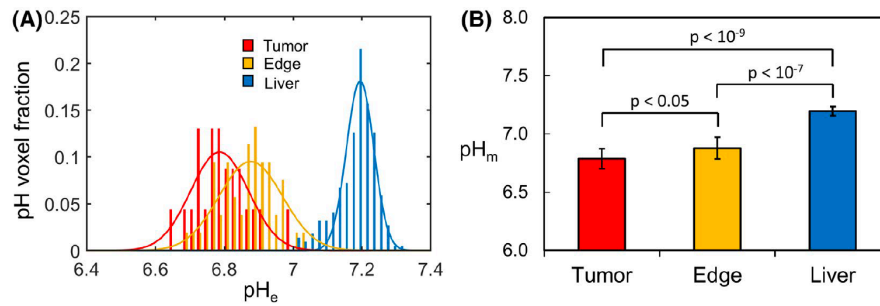 (A)
pH voxel fraction
0.25
0.2
0.15
0.1
0.05
0
6.4 6.6 6.8 7 7.2 7.4
pHe
Tumor
Edge
Liver
(B)
pHm
8.0
7.5
7.0
6.5
6.0
p < 10-9
p < 10-7
p < 0.05
Tumor Edge Liver